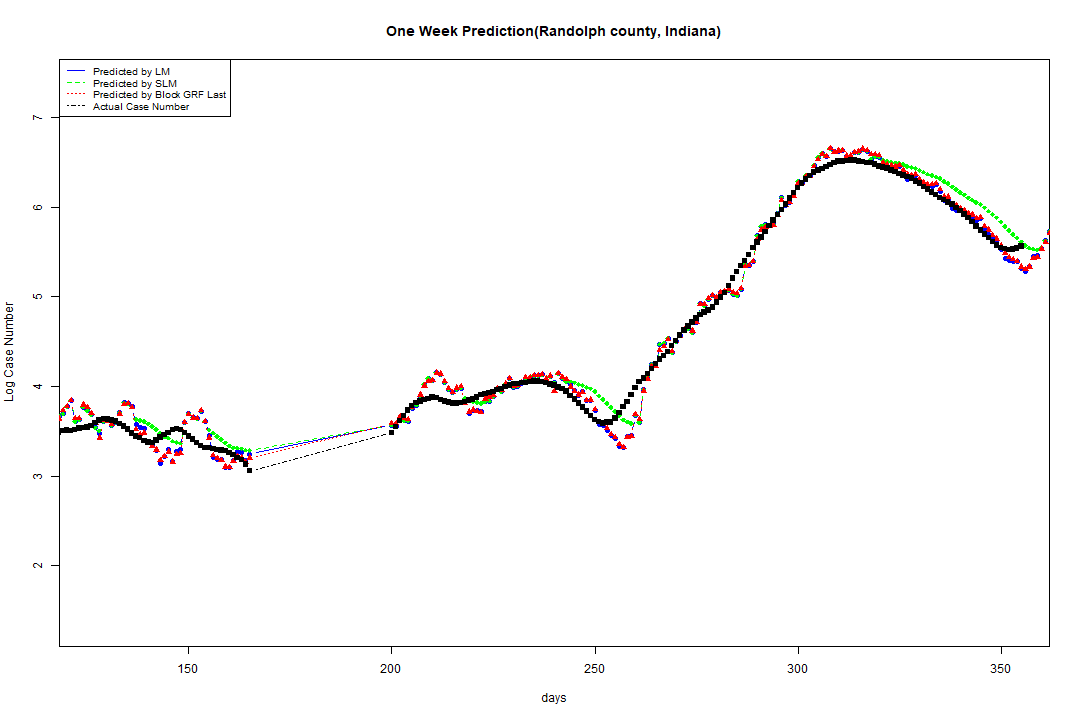 One Week Prediction(Randolph county, Indiana)
Predicted by LM
Predicted by SLM
Predicted by Block GRF Last
Actual Case Number
7
6
5
4
3
2
Log Case Number
150
200
250
300
350
days